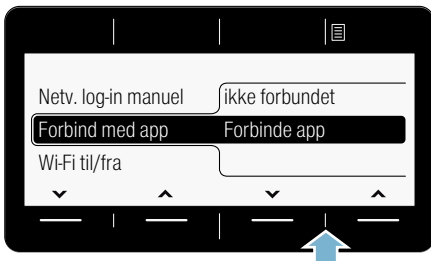 Netv. log-in manuel ikke forbundet
Forbind med app Forbinde app
Wi-Fi til/fra